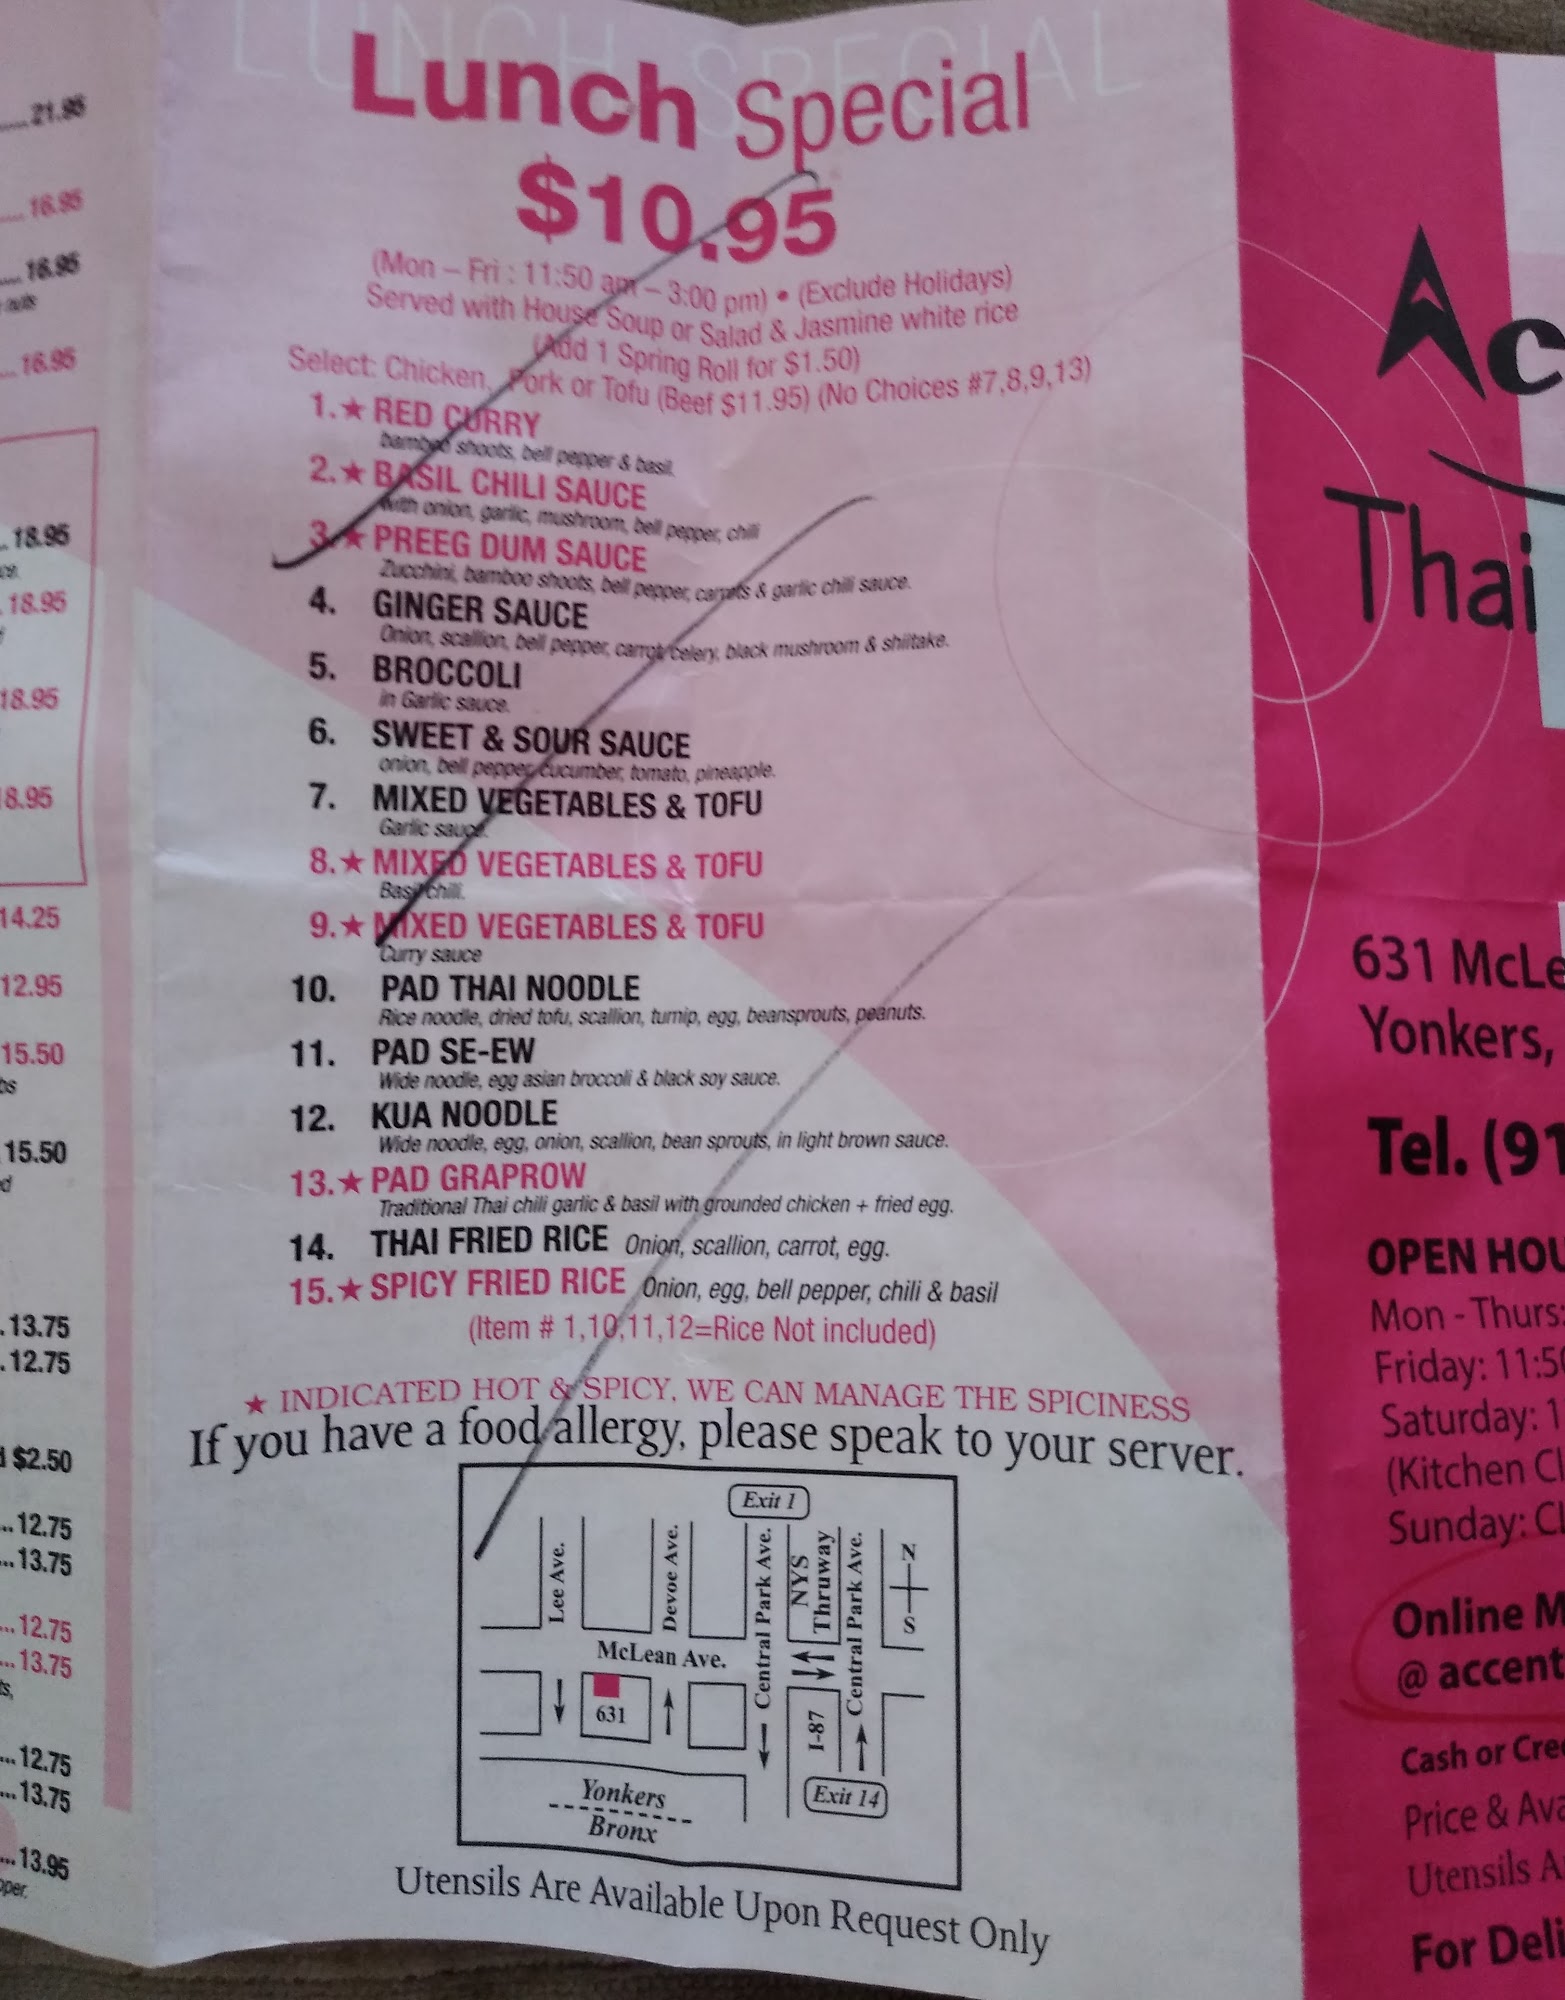 21.95
16.95
16.95
nuts
16.95
18.95
18.95
18.95
8.95
14.25
12.95
15.50
15.50
13.75
12.75
$2.50
12.75
13.75
12.75
13.75
12.75
13.75
13.95
LUNCH SPECIAL
Lunch Special
$10.95
(Mon – Fri : 11:50 am – 3:00 pm) • (Exclude Holidays)
Served with House Soup or Salad & Jasmine white rice
(Add 1 Spring Roll for $1.50)
Select: Chicken, Pork or Tofu (Beef $11.95) (No Choices #7,8,9,13)
1.★ RED CURRY
bamboo shoots, bell pepper & basil.
2.★ BASIL CHILI SAUCE
with onion, garlic, mushroom, bell pepper, chili
3.★ PREEG DUM SAUCE
Zucchini, bamboo shoots, bell pepper, carrots & garlic chili sauce.
4. GINGER SAUCE
Onion, scallion, bell pepper, carrot, celery, black mushroom & shiitake.
5. BROCCOLI
in Garlic sauce.
6. SWEET & SOUR SAUCE
onion, bell pepper, cucumber, tomato, pineapple.
7. MIXED VEGETABLES & TOFU
Garlic sauce.
8.★ MIXED VEGETABLES & TOFU
Basil chili.
9.★ MIXED VEGETABLES & TOFU
Curry sauce
10. PAD THAI NOODLE
Rice noodle, dried tofu, scallion, turnip, egg, beansprouts, peanuts.
11. PAD SE-EW
Wide noodle, egg asian broccoli & black soy sauce.
12. KUA NOODLE
Wide noodle, egg, onion, scallion, bean sprouts, in light brown sauce.
13.★ PAD GRAPROW
Traditional Thai chili garlic & basil with grounded chicken + fried egg.
14. THAI FRIED RICE Onion, scallion, carrot, egg.
15.★ SPICY FRIED RICE Onion, egg, bell pepper, chili & basil
(Item # 1,10,11,12=Rice Not included)
★ INDICATED HOT & SPICY, WE CAN MANAGE THE SPICINESS
If you have a food allergy, please speak to your server.
Exit 1
Lee Ave.
Devoe Ave.
Central Park Ave.
NYS
Thruway
Central Park Ave.
N
S
McLean Ave.
631
I-87
Exit 14
Yonkers
Bronx
Utensils Are Available Upon Request Only
Ac
Thai
631 McLe
Yonkers,
Tel. (91
OPEN HOU
Mon - Thurs:
Friday: 11:50
Saturday: 1
(Kitchen Cl
Sunday: Cl
Online M
@ accent
Cash or Cre
Price & Ava
Utensils A
For Deli